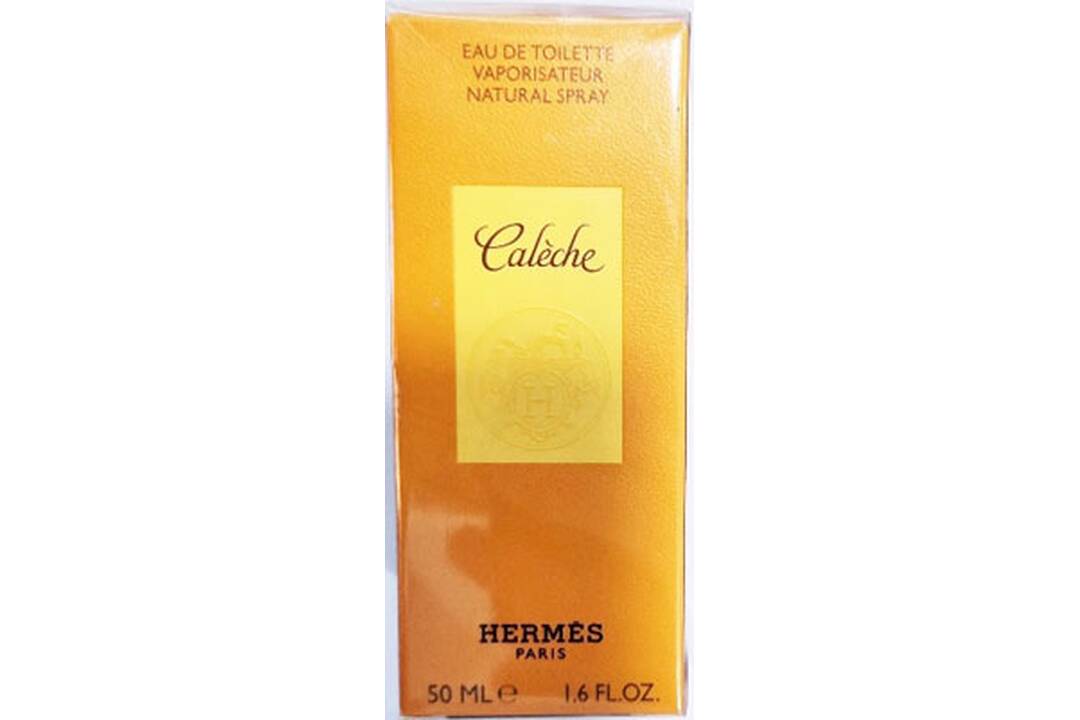 EAU DE TOILETTE
VAPORISATEUR
NATURAL SPRAY
Calèche
H
HERMÈS
PARIS
50 ML ℮ 1.6 FL.OZ.